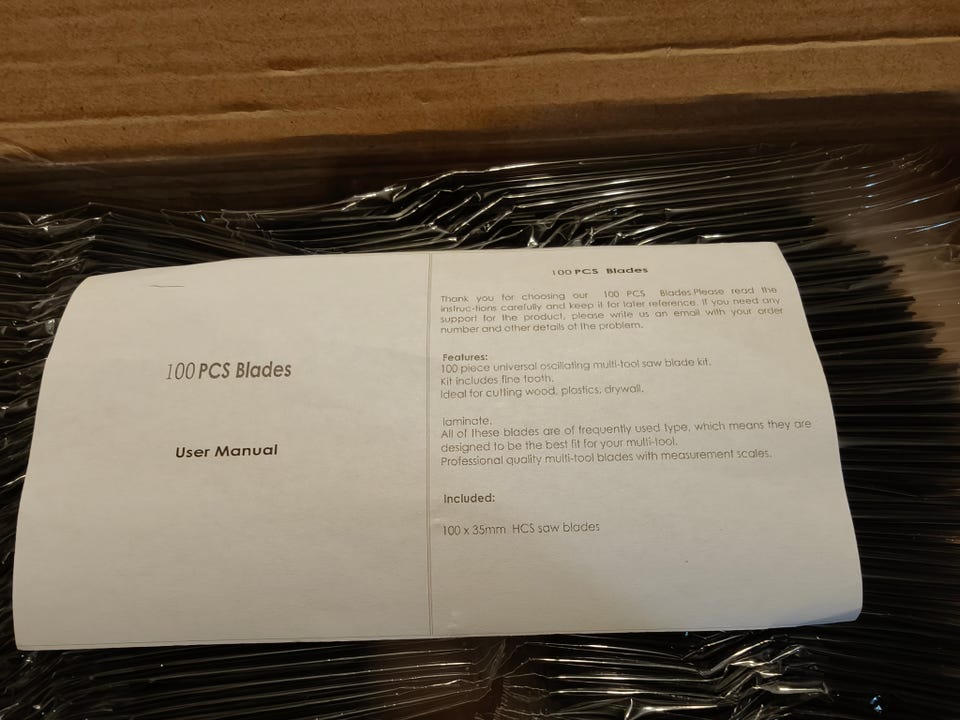 100 PCS Blades
User Manual
100 PCS Blades
Thank you for choosing our 100 PCS Blades.Please read the
instruc-tions carefully and keep it for later reference. If you need any
support for the product, please write us an email with your order
number and other details of the problem.
Features:
100 piece universal oscillating multi-tool saw blade kit.
Kit includes fine tooth.
Ideal for cutting wood, plastics, drywall,
laminate.
All of these blades are of frequently used type, which means they are
designed to be the best fit for your multi-tool.
Professional quality multi-tool blades with measurement scales.
Included:
100 x 35mm HCS saw blades